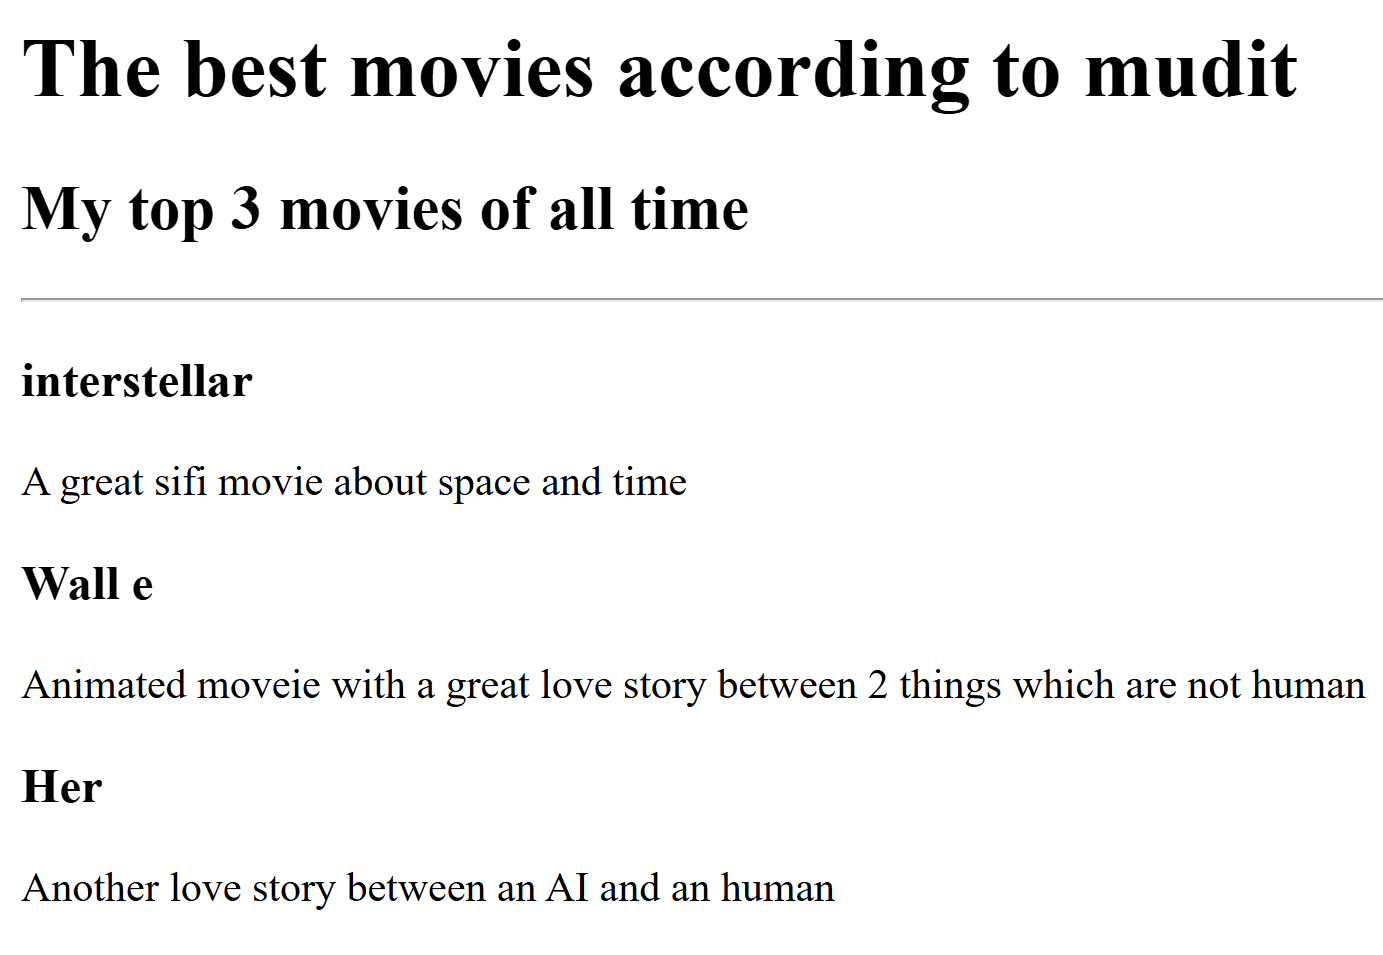 The best movies according to mudit
My top 3 movies of all time
interstellar
A great sifi movie about space and time
Wall e
Animated moveie with a great love story between 2 things which are not human
Her
Another love story between an AI and an human